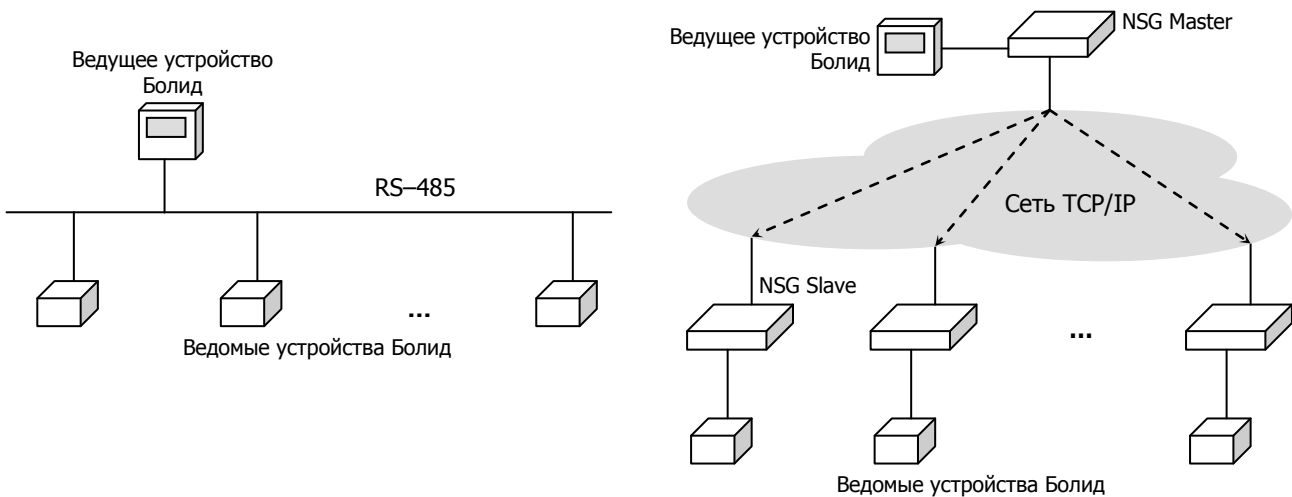 Ведущее устройство
Болид
RS–485
...
Ведомые устройства Болид
Ведущее устройство
Болид
NSG Master
Сеть TCP/IP
NSG Slave
...
Ведомые устройства Болид